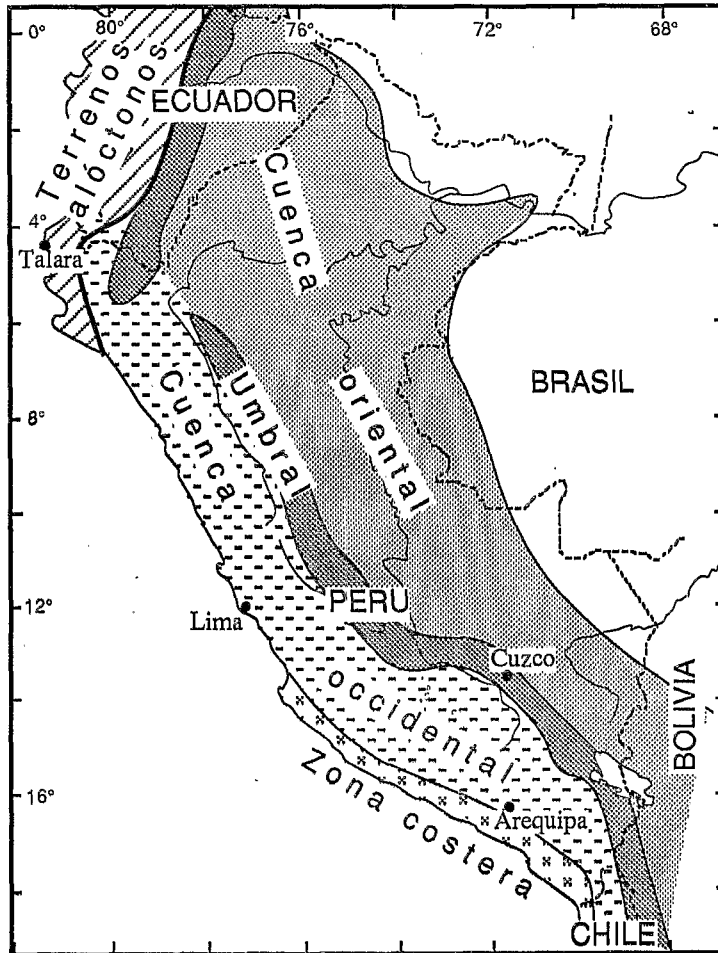 0°
80°
76°
72°
68°
Terrenos
alóctonos
ECUADOR
Cuenca
4°
Talara
oriental
BRASIL
Cuenca
Umbral
8°
12°
Lima
PERU
Cuzco
occidental
BOLIVIA
Zona costera
16°
Arequipa
CHILE